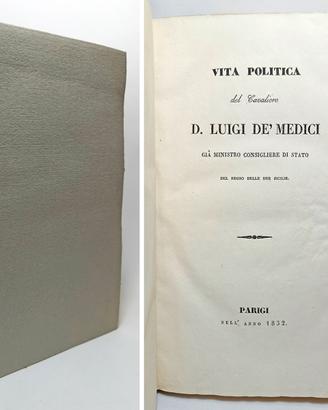 VITA POLITICA
del Cavaliere
D. LUIGI DE' MEDICI
GIÀ MINISTRO CONSIGLIERE DI STATO
DEL REGNO DELLE DUE SICILIE.
PARIGI
NELL' ANNO 1832.